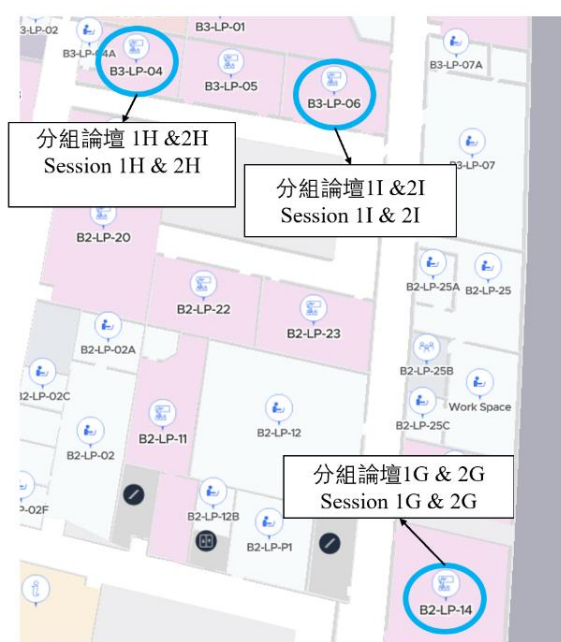 B3-LP-02
B3-LP-04A
B3-LP-04
B3-LP-01
B3-LP-05
B3-LP-06
B3-LP-07A
分組論壇 1H &2H
Session 1H & 2H
分組論壇1I &2I
Session 1I & 2I
B3-LP-07
B2-LP-20
B2-LP-22
B2-LP-23
B2-LP-25A
B2-LP-25
B2-LP-02A
B2-LP-25B
B2-LP-02C
B2-LP-11
B2-LP-12
B2-LP-25C
Work Space
B2-LP-02
分組論壇1G & 2G
Session 1G & 2G
P-02F
B2-LP-12B
B2-LP-P1
B2-LP-14